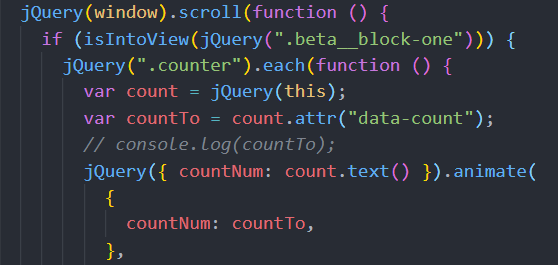 jQuery(window).scroll(function () {
if (isIntoView(jQuery(".beta__block-one"))) {
jQuery(".counter").each(function () {
var count = jQuery(this);
var countTo = count.attr("data-count");
// console.log(countTo);
jQuery({ countNum: count.text() }).animate(
{
countNum: countTo,
},